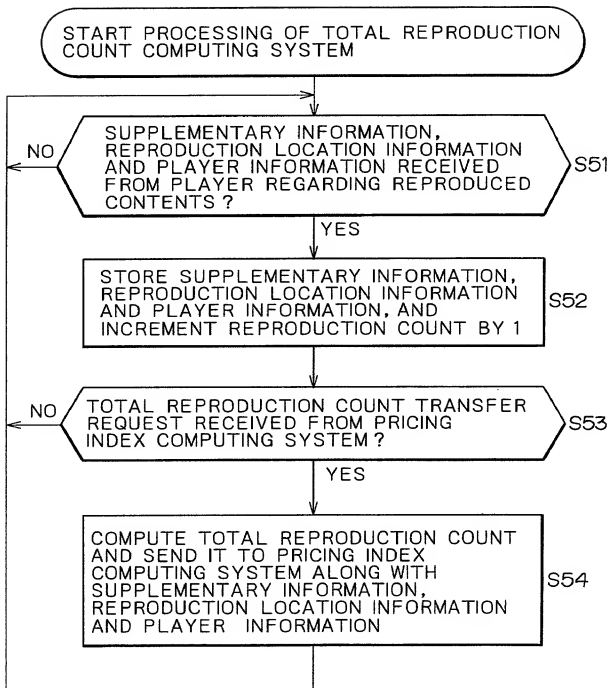 START PROCESSING OF TOTAL REPRODUCTION
COUNT COMPUTING SYSTEM
NO
SUPPLEMENTARY INFORMATION,
REPRODUCTION LOCATION INFORMATION
AND PLAYER INFORMATION RECEIVED
FROM PLAYER REGARDING REPRODUCED
CONTENTS?
S51
YES
STORE SUPPLEMENTARY INFORMATION,
REPRODUCTION LOCATION INFORMATION
AND PLAYER INFORMATION, AND
INCREMENT REPRODUCTION COUNT BY 1
S52
NO
TOTAL REPRODUCTION COUNT TRANSFER
REQUEST RECEIVED FROM PRICING
INDEX COMPUTING SYSTEM?
S53
YES
COMPUTE TOTAL REPRODUCTION COUNT
AND SEND IT TO PRICING INDEX
COMPUTING SYSTEM ALONG WITH
SUPPLEMENTARY INFORMATION,
REPRODUCTION LOCATION INFORMATION
AND PLAYER INFORMATION
S54